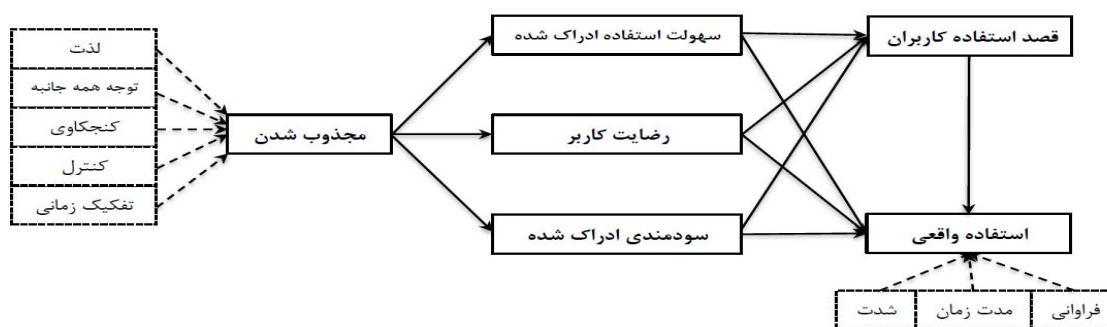 لذت
توجه همه جانبه
کنجکاوی
کنترل
تفکیک زمانی
مجذوب شدن
سهولت استفاده ادراک شده
رضایت کاربر
سودمندی ادراک شده
قصد استفاده کاربران
استفاده واقعی
فراوانی
مدت زمان
شدت